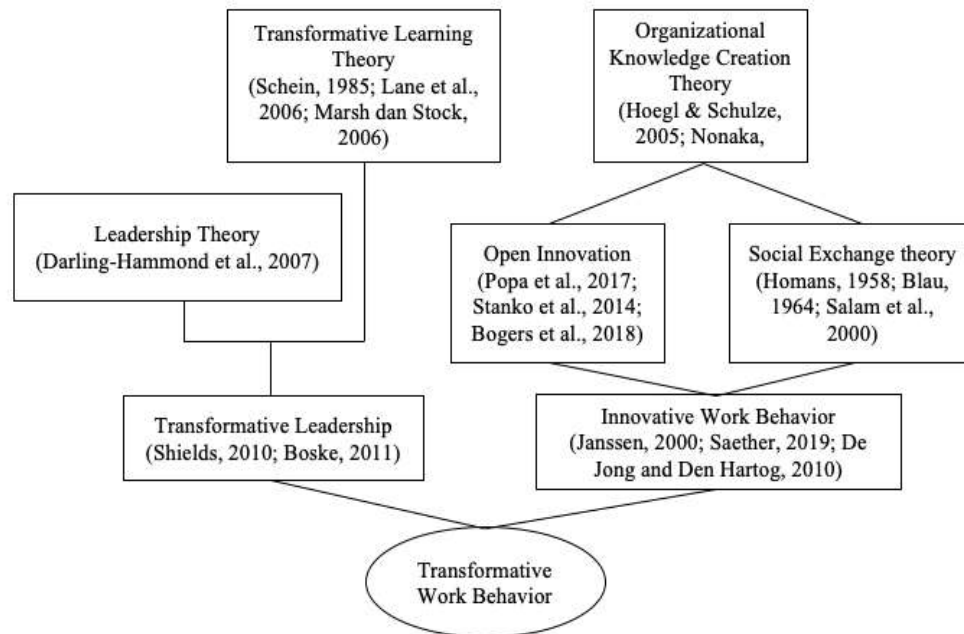 Transformative Learning
Theory
(Schein, 1985; Lane et al.,
2006; Marsh dan Stock,
2006)
Organizational
Knowledge Creation
Theory
(Hoegl & Schulze,
2005; Nonaka,
Leadership Theory
(Darling-Hammond et al., 2007)
Open Innovation
(Popa et al., 2017;
Stanko et al., 2014;
Bogers et al., 2018)
Social Exchange theory
(Homans, 1958; Blau,
1964; Salam et al.,
2000)
Transformative Leadership
(Shields, 2010; Boske, 2011)
Innovative Work Behavior
(Janssen, 2000; Saether, 2019; De
Jong and Den Hartog, 2010)
Transformative
Work Behavior